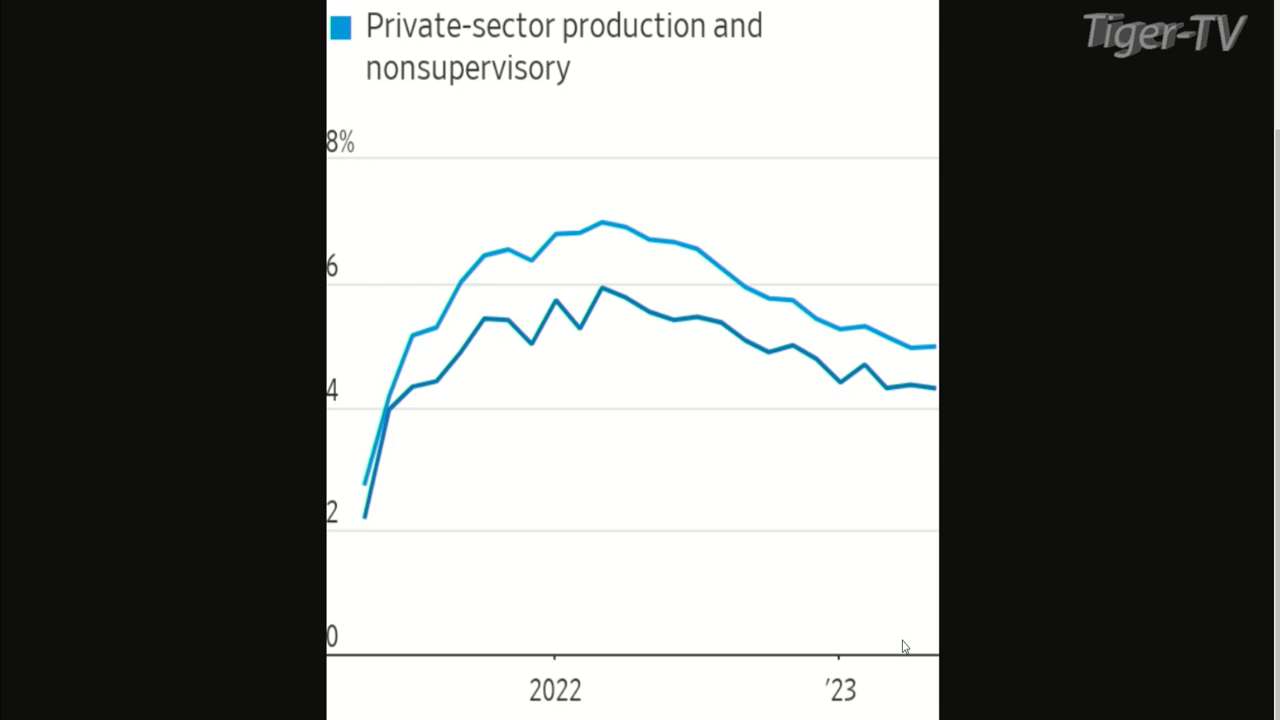 Private-sector production and
nonsupervisory
Tiger-TV
8%
6
4
2
0
2022
'23